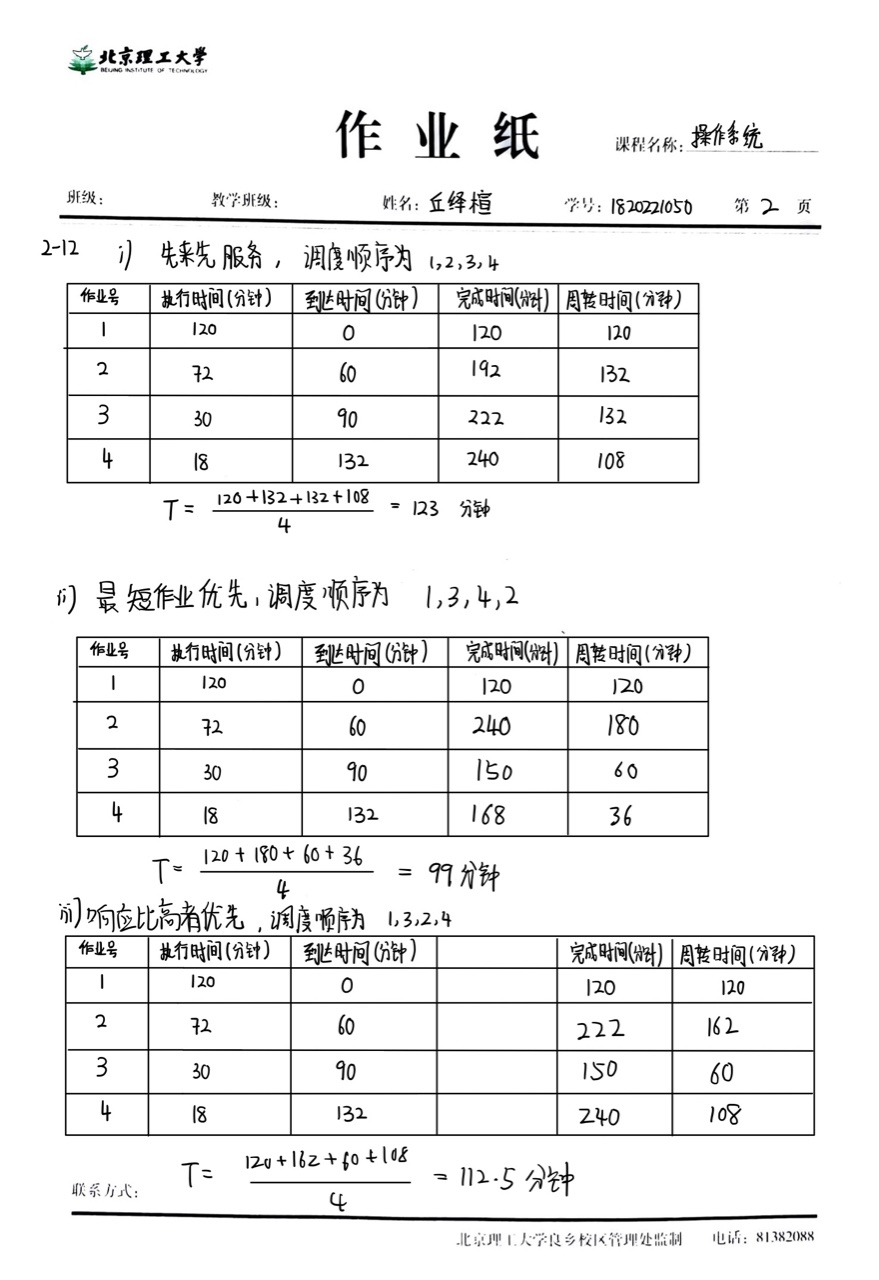 北京理工大学
BEIJING INSTITUTE OF TECHNOLOGY
作业纸
课程名称: 操作系统
班级: 教学班级: 姓名: 丘绎楦 学号: 1820221050 第 2 页
2-12 i) 先来先服务, 调度顺序为 1,2,3,4
作业号 执行时间(分钟) 到达时间(分钟) 完成时间(分钟) 周转时间(分钟)
1 120 0 120 120
2 72 60 192 132
3 30 90 222 132
4 18 132 240 108
T= (120+132+132+108)/4 = 123 分钟
ii) 最短作业优先, 调度顺序为 1,3,4,2
作业号 执行时间(分钟) 到达时间(分钟) 完成时间(分钟) 周转时间(分钟)
1 120 0 120 120
2 72 60 240 180
3 30 90 150 60
4 18 132 168 36
T= (120+180+60+36)/4 = 99分钟
iii) 响应比高者优先, 调度顺序为 1,3,2,4
作业号 执行时间(分钟) 到达时间(分钟) 完成时间(分钟) 周转时间(分钟)
1 120 0 120 120
2 72 60 222 162
3 30 90 150 60
4 18 132 240 108
T= (120+162+60+108)/4 = 112.5 分钟
联系方式:
北京理工大学良乡校区管理处监制 电话: 81382088